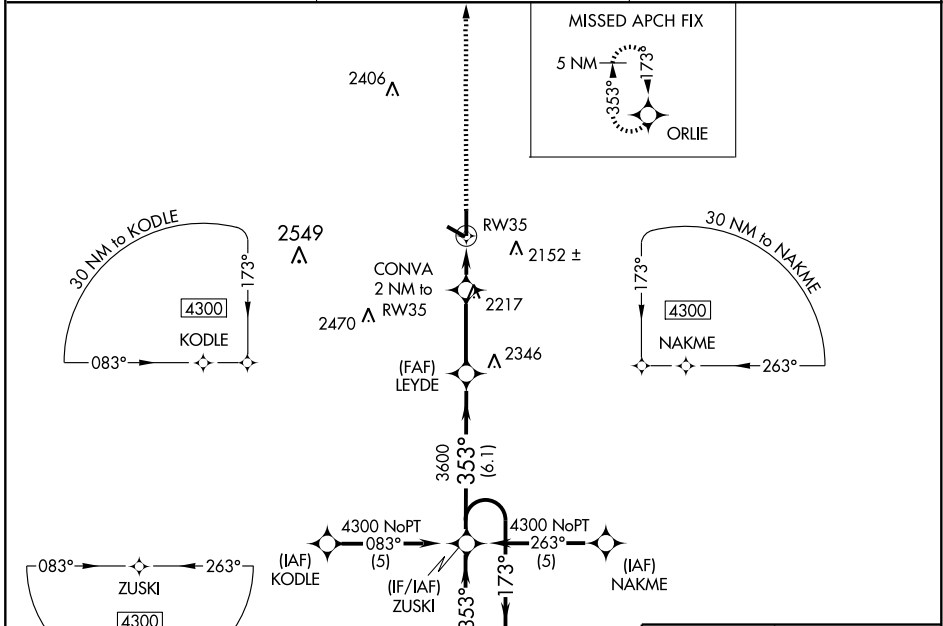 MISSED APCH FIX
5 NM
353°
173°
ORLIE
2406
RW35
2152 ±
2549
CONVA
2 NM to
RW35
2217
2470
30 NM to KODLE
173°
4300
KODLE
083°
30 NM to NAKME
173°
4300
NAKME
263°
(FAF)
LEYDE
2346
3600
353°
(6.1)
4300 NoPT
083°
(5)
(IAF)
KODLE
4300 NoPT
263°
(5)
(IAF)
NAKME
(IF/IAF)
ZUSKI
353°
173°
083°
263°
ZUSKI
4300